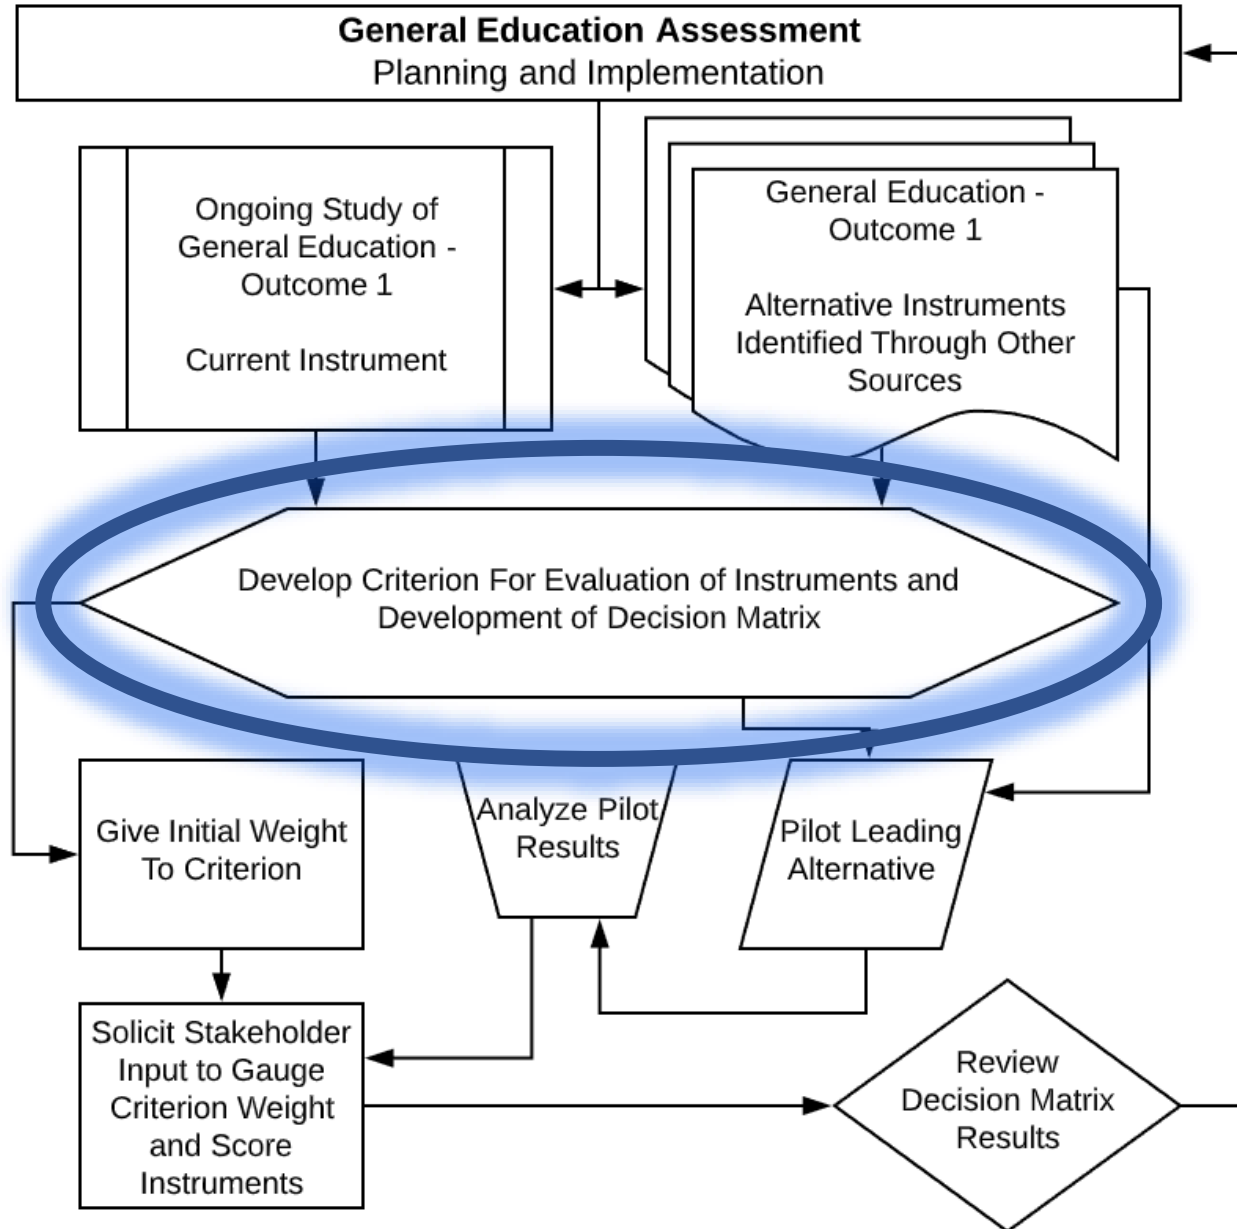 General Education Assessment
Planning and Implementation
Ongoing Study of
General Education -
Outcome 1
Current Instrument
General Education -
Outcome 1
Alternative Instruments
Identified Through Other
Sources
Develop Criterion For Evaluation of Instruments and
Development of Decision Matrix
Give Initial Weight
To Criterion
Analyze Pilot
Results
Pilot Leading
Alternative
Solicit Stakeholder
Input to Gauge
Criterion Weight
and Score
Instruments
Review
Decision Matrix
Results